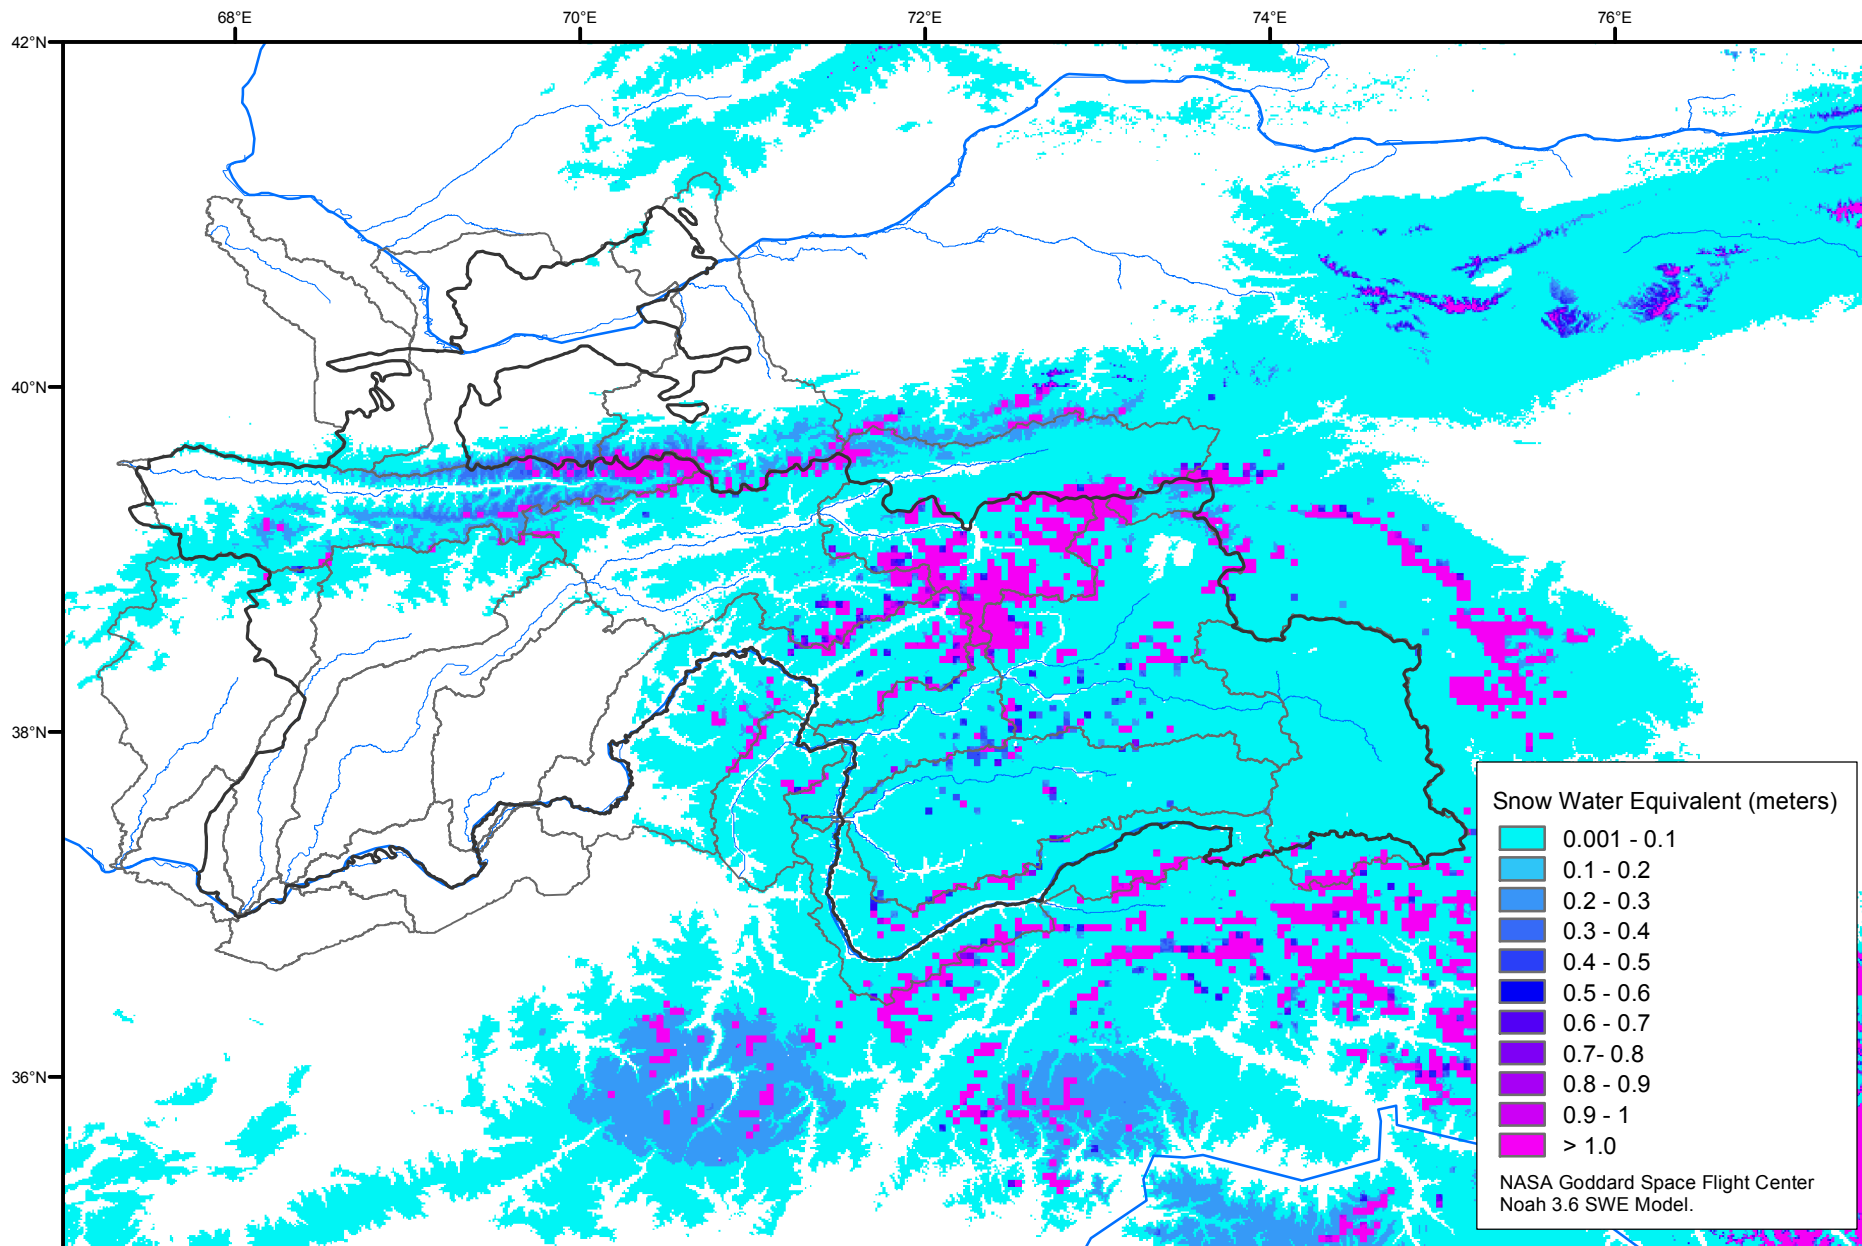 68°E 70°E 72°E 74°E 76°E
42°N
40°N
38°N
36°N
Snow Water Equivalent (meters)
0.001 - 0.1
0.1 - 0.2
0.2 - 0.3
0.3 - 0.4
0.4 - 0.5
0.5 - 0.6
0.6 - 0.7
0.7- 0.8
0.8 - 0.9
0.9 - 1
> 1.0
NASA Goddard Space Flight Center
Noah 3.6 SWE Model.